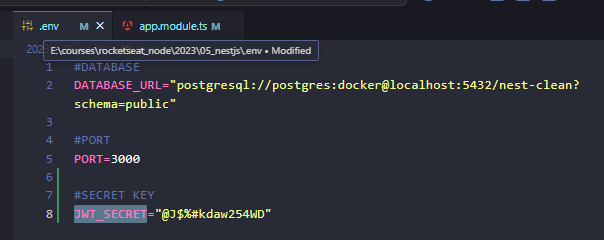 .env M × app.module.ts M
202
E:\courses\rocketseat_node\2023\05_nestjs\.env • Modified
1 #DATABASE
2 DATABASE_URL="postgresql://postgres:docker@localhost:5432/nest-clean?
schema=public"
3
4 #PORT
5 PORT=3000
6
7 #SECRET KEY
8 JWT_SECRET="@J$%#kdaw254WD"